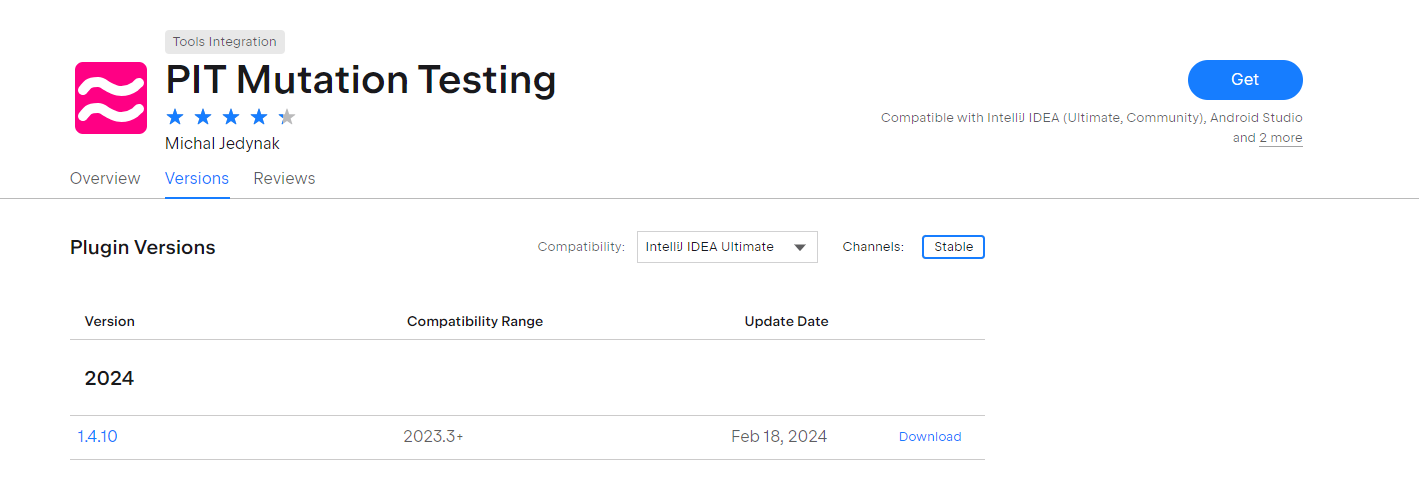 Tools Integration
PIT Mutation Testing
Get
Michal Jedynak
Compatible with IntelliJ IDEA (Ultimate, Community), Android Studio
and 2 more
Overview Versions Reviews
Plugin Versions
Compatibility: IntelliJ IDEA Ultimate Channels: Stable
Version Compatibility Range Update Date
2024
1.4.10 2023.3+ Feb 18, 2024 Download